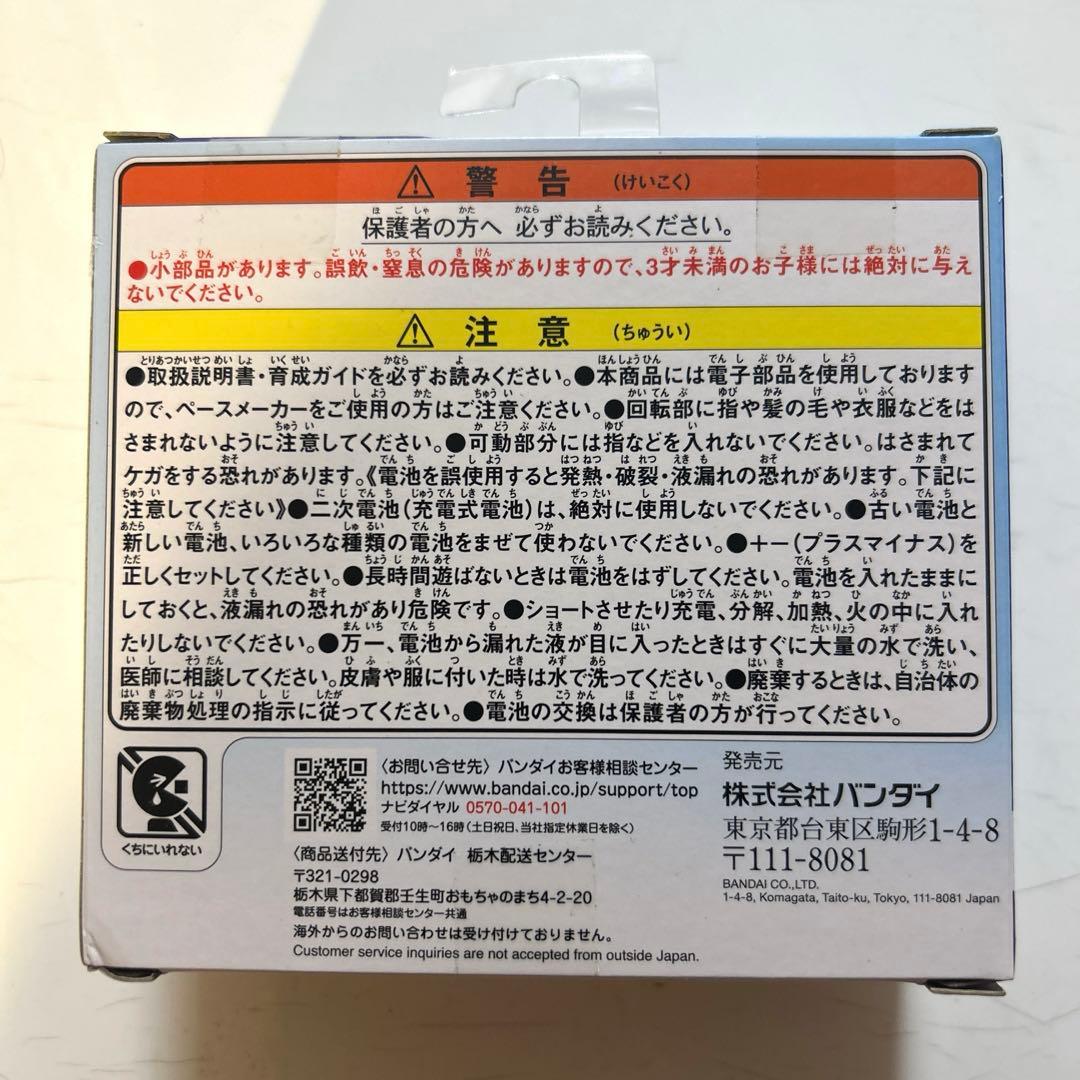 警告 (けいこく)
保護者の方へ 必ずお読みください。
●小部品があります。誤飲・窒息の危険がありますので、3才未満のお子様には絶対に与え
ないでください。
注意 (ちゅうい)
●取扱説明書・育成ガイドを必ずお読みください。●本商品には電子部品を使用しております
ので、ペースメーカーをご使用の方はご注意ください。●回転部に指や髪の毛や衣服などをは
さまれないように注意してください。●可動部分には指などを入れないでください。はさまれて
ケガをする恐れがあります。《電池を誤使用すると発熱・破裂・液漏れの恐れがあります。下記に
注意してください》●二次電池(充電式電池)は、絶対に使用しないでください。●古い電池と
新しい電池、いろいろな種類の電池をまぜて使わないでください。●+-(プラスマイナス)を
正しくセットしてください。●長時間遊ばないときは電池をはずしてください。電池を入れたままに
しておくと、液漏れの恐れがあり危険です。●ショートさせたり充電、分解、加熱、火の中に入れ
たりしないでください。●万一、電池から漏れた液が目に入ったときはすぐに大量の水で洗い、
医師に相談してください。皮膚や服に付いた時は水で洗ってください。●廃棄するときは、自治体の
廃棄物処理の指示に従ってください。●電池の交換は保護者の方が行ってください。
くちにいれない
〈お問い合せ先〉バンダイお客様相談センター
https://www.bandai.co.jp/support/top
ナビダイヤル 0570-041-101
受付10時～16時(土日祝日、当社指定休業日を除く)
〈商品送付先〉バンダイ 栃木配送センター
〒321-0298
栃木県下都賀郡壬生町おもちゃのまち4-2-20
電話番号はお客様相談センター共通
海外からのお問い合わせは受け付けておりません。
Customer service inquiries are not accepted from outside Japan.
発売元
株式会社バンダイ
東京都台東区駒形1-4-8
〒111-8081
BANDAI CO.,LTD.
1-4-8, Komagata, Taito-ku, Tokyo, 111-8081 Japan